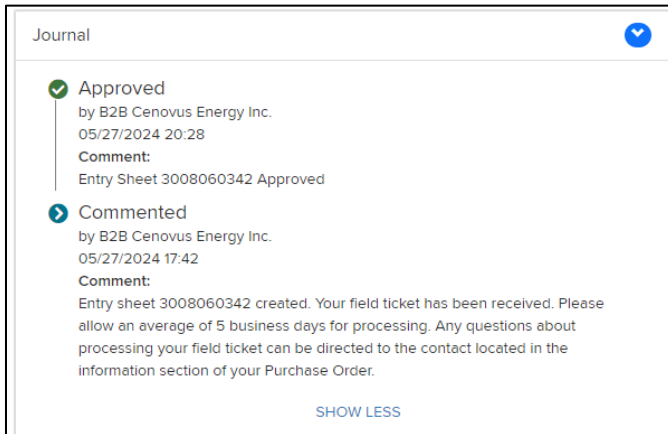 Journal
Approved
by B2B Cenovus Energy Inc.
05/27/2024 20:28
Comment:
Entry Sheet 3008060342 Approved
Commented
by B2B Cenovus Energy Inc.
05/27/2024 17:42
Comment:
Entry sheet 3008060342 created. Your field ticket has been received. Please
allow an average of 5 business days for processing. Any questions about
processing your field ticket can be directed to the contact located in the
information section of your Purchase Order.
SHOW LESS